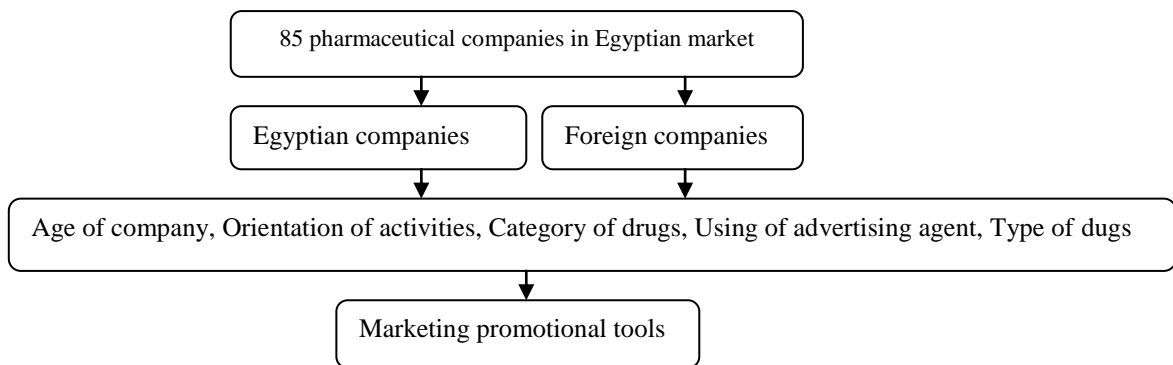 85 pharmaceutical companies in Egyptian market
Egyptian companies
Foreign companies
Age of company, Orientation of activities, Category of drugs, Using of advertising agent, Type of dugs
Marketing promotional tools